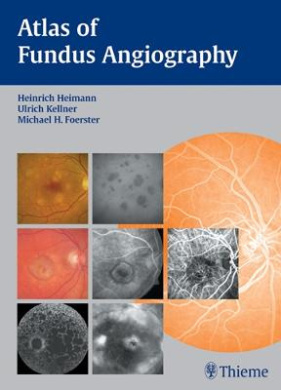 Atlas of
Fundus Angiography
Heinrich Heimann
Ulrich Kellner
Michael H. Foerster
Thieme